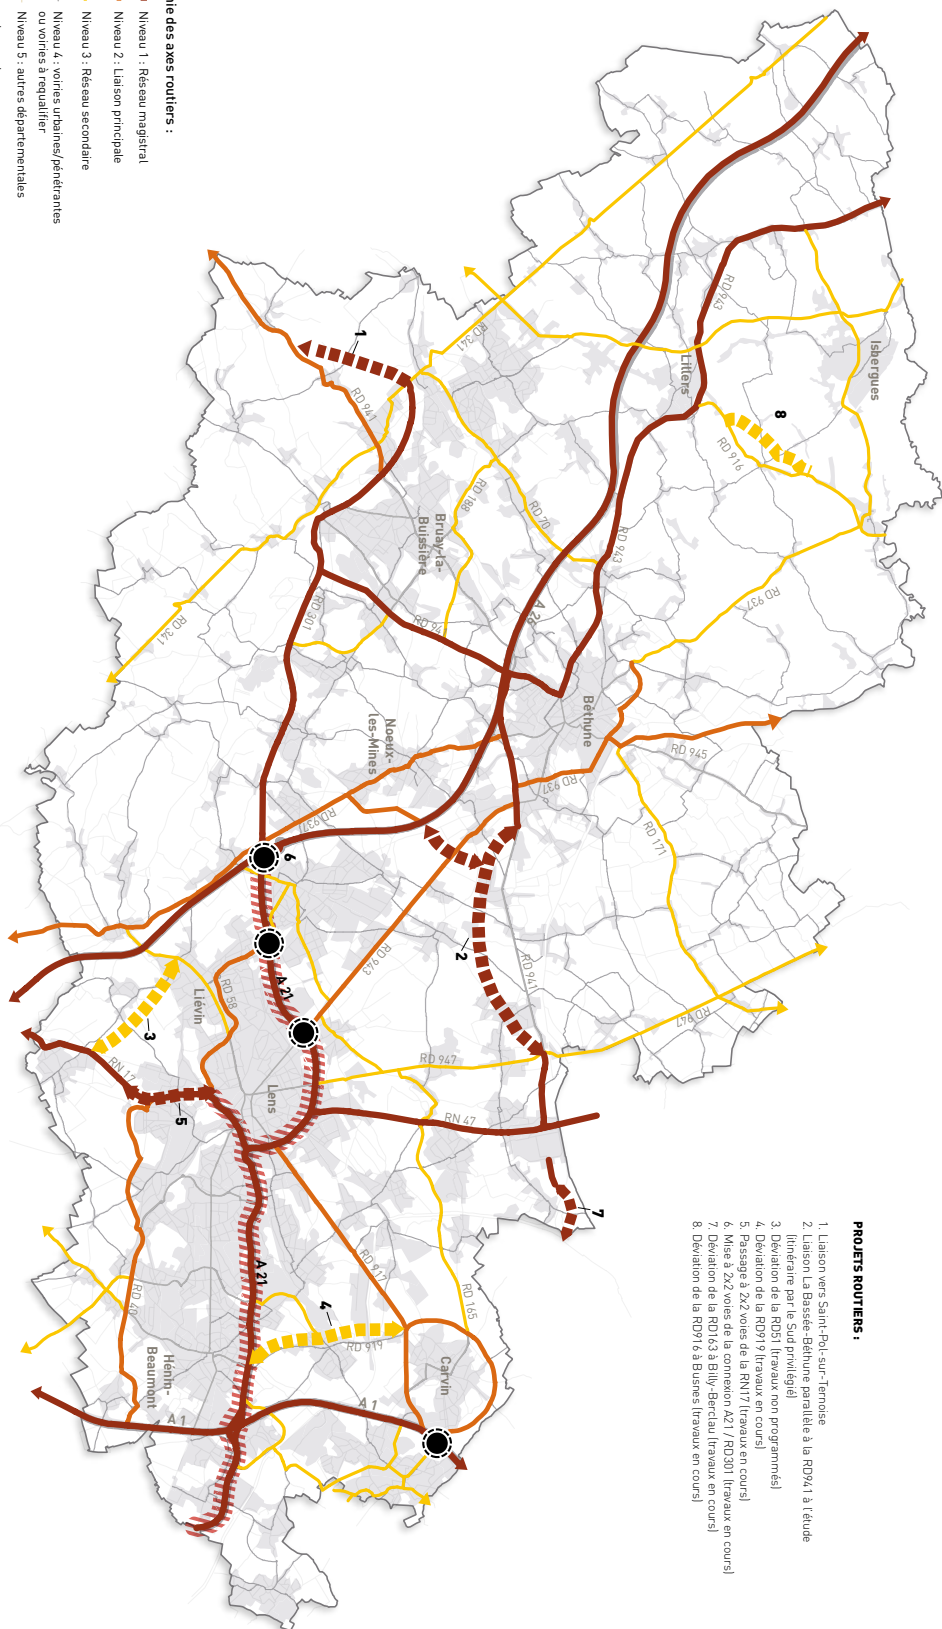 nie des axes routiers :
Niveau 1 : Réseau magistral
Niveau 2 : Liaison principale
Niveau 3 : Réseau secondaire
Niveau 4 : voiries urbaines/pénétrantes
ou voiries à requalifier
Niveau 5 : autres départementales
PROJETS ROUTIERS :
1. Liaison vers Saint-Pol-sur-Ternoise
2. Liaison La Bassée-Béthune parallèle à la RD941 à l'étude
(itinéraire par le Sud privilégié)
3. Déviation de la RD51 (travaux non programmés)
4. Déviation de la RD919 (travaux en cours)
5. Passage à 2x2 voies de la RN17 (travaux en cours)
6. Mise à 2x2 voies de la connexion A21 / RD301 (travaux en cours)
7. Déviation de la RD163 à Billy-Berclau (travaux en cours)
8. Déviation de la RD916 à Busnes (travaux en cours)
Isbergues
RD 943
Lillers
8
RD 916
RD 341
1
RD 941
RD 188
RD 70
RD 943
Bruay-la-
Buissière
A 26
RD 937
RD 341
RD 301
RD 941
Béthune
RD 945
Noeux-
les-Mines
RD 937
RD 937
RD 171
6
RD 943
2
RD 941
RD 947
A 21
RD 58
Liévin
3
RN 17
5
Lens
RD 947
RN 47
7
A 21
RD 917
RD 165
RD 40
4
RD 919
Hénin-
Beaumont
Carvin
A 1
A 1